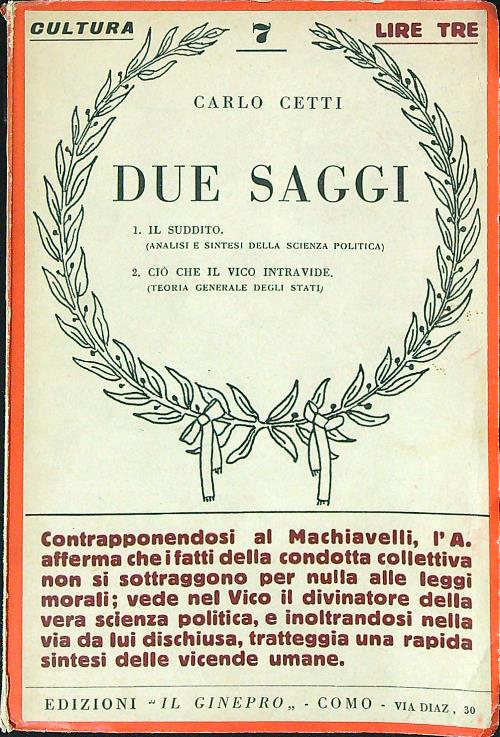 CULTURA 7 LIRE TRE
CARLO CETTI
DUE SAGGI
1. IL SUDDITO.
(ANALISI E SINTESI DELLA SCIENZA POLITICA)
2. CIÒ CHE IL VICO INTRAVIDE.
(TEORIA GENERALE DEGLI STATI)
Contrapponendosi al Machiavelli, l'A.
afferma che i fatti della condotta collettiva
non si sottraggono per nulla alle leggi
morali; vede nel Vico il divinatore della
vera scienza politica, e inoltrandosi nella
via da lui dischiusa, tratteggia una rapida
sintesi delle vicende umane.
EDIZIONI "IL GINEPRO„ - COMO - VIA DIAZ, 30